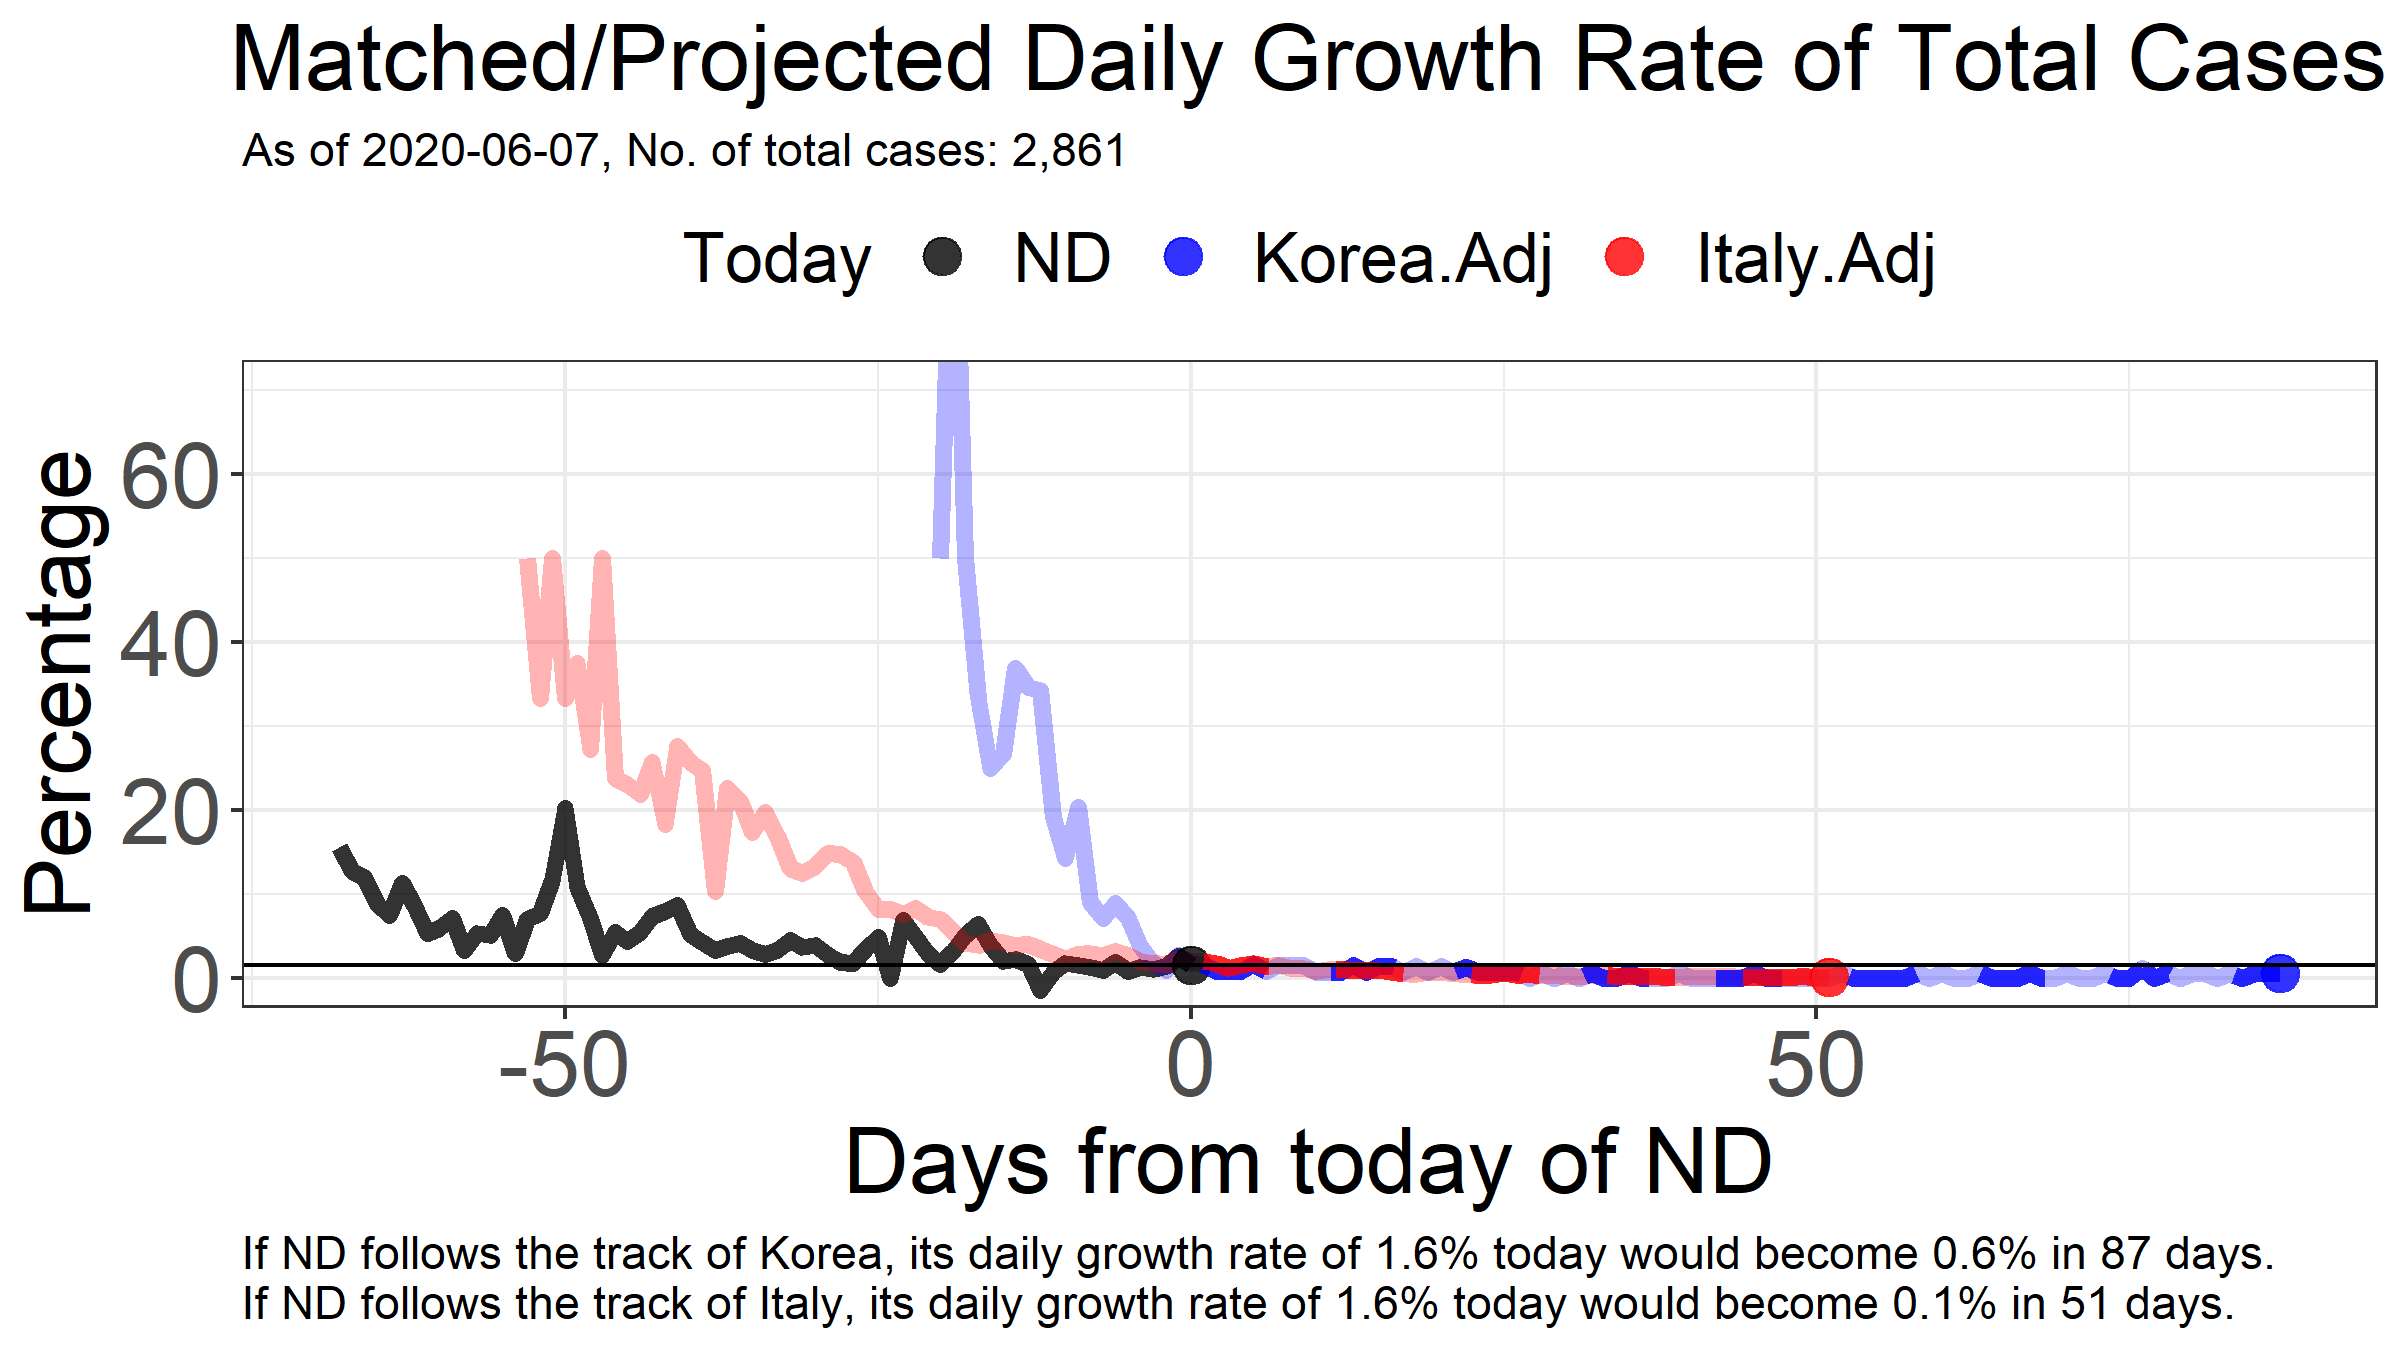 Matched/Projected Daily Growth Rate of Total Cases
As of 2020-06-07, No. of total cases: 2,861
Today ND Korea.Adj Italy.Adj
Percentage
60
40
20
0
-50 0 50
Days from today of ND
If ND follows the track of Korea, its daily growth rate of 1.6% today would become 0.6% in 87 days.
If ND follows the track of Italy, its daily growth rate of 1.6% today would become 0.1% in 51 days.